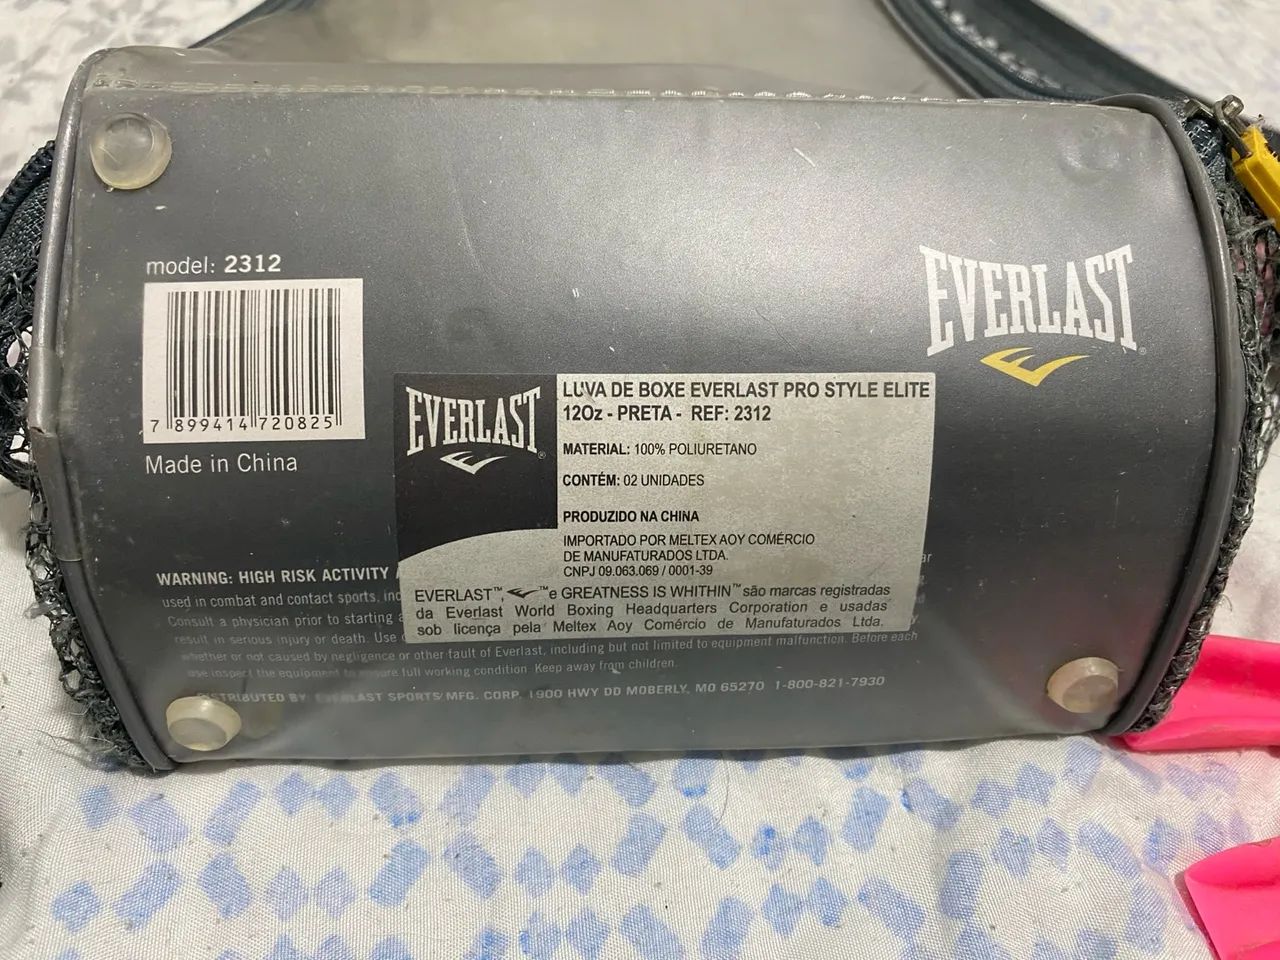 model: 2312
7 899414 720825
Made in China
EVERLAST
EVERLAST
LUVA DE BOXE EVERLAST PRO STYLE ELITE
12Oz - PRETA - REF: 2312
MATERIAL: 100% POLIURETANO
CONTÉM: 02 UNIDADES
PRODUZIDO NA CHINA
IMPORTADO POR MELTEX AOY COMÉRCIO
DE MANUFATURADOS LTDA.
CNPJ 09.063.069 / 0001-39
EVERLAST™ ™e GREATNESS IS WHITHIN™ são marcas registradas
da Everlast World Boxing Headquarters Corporation e usadas
sob licença pela Meltex Aoy Comércio de Manufaturados Ltda.
WARNING: HIGH RISK ACTIVITY
used in combat and contact sports,
Consult a physician prior to starting a
result in serious injury or death. Use
whether or not caused by negligence or other fault of Everlast, including but not limited to equipment malfunction. Before each
use inspect the equipment to ensure full working condition. Keep away from children.
DISTRIBUTED BY: EVERLAST SPORTS MFG. CORP. 1900 HWY DD MOBERLY, MO 65270 1-800-821-7930